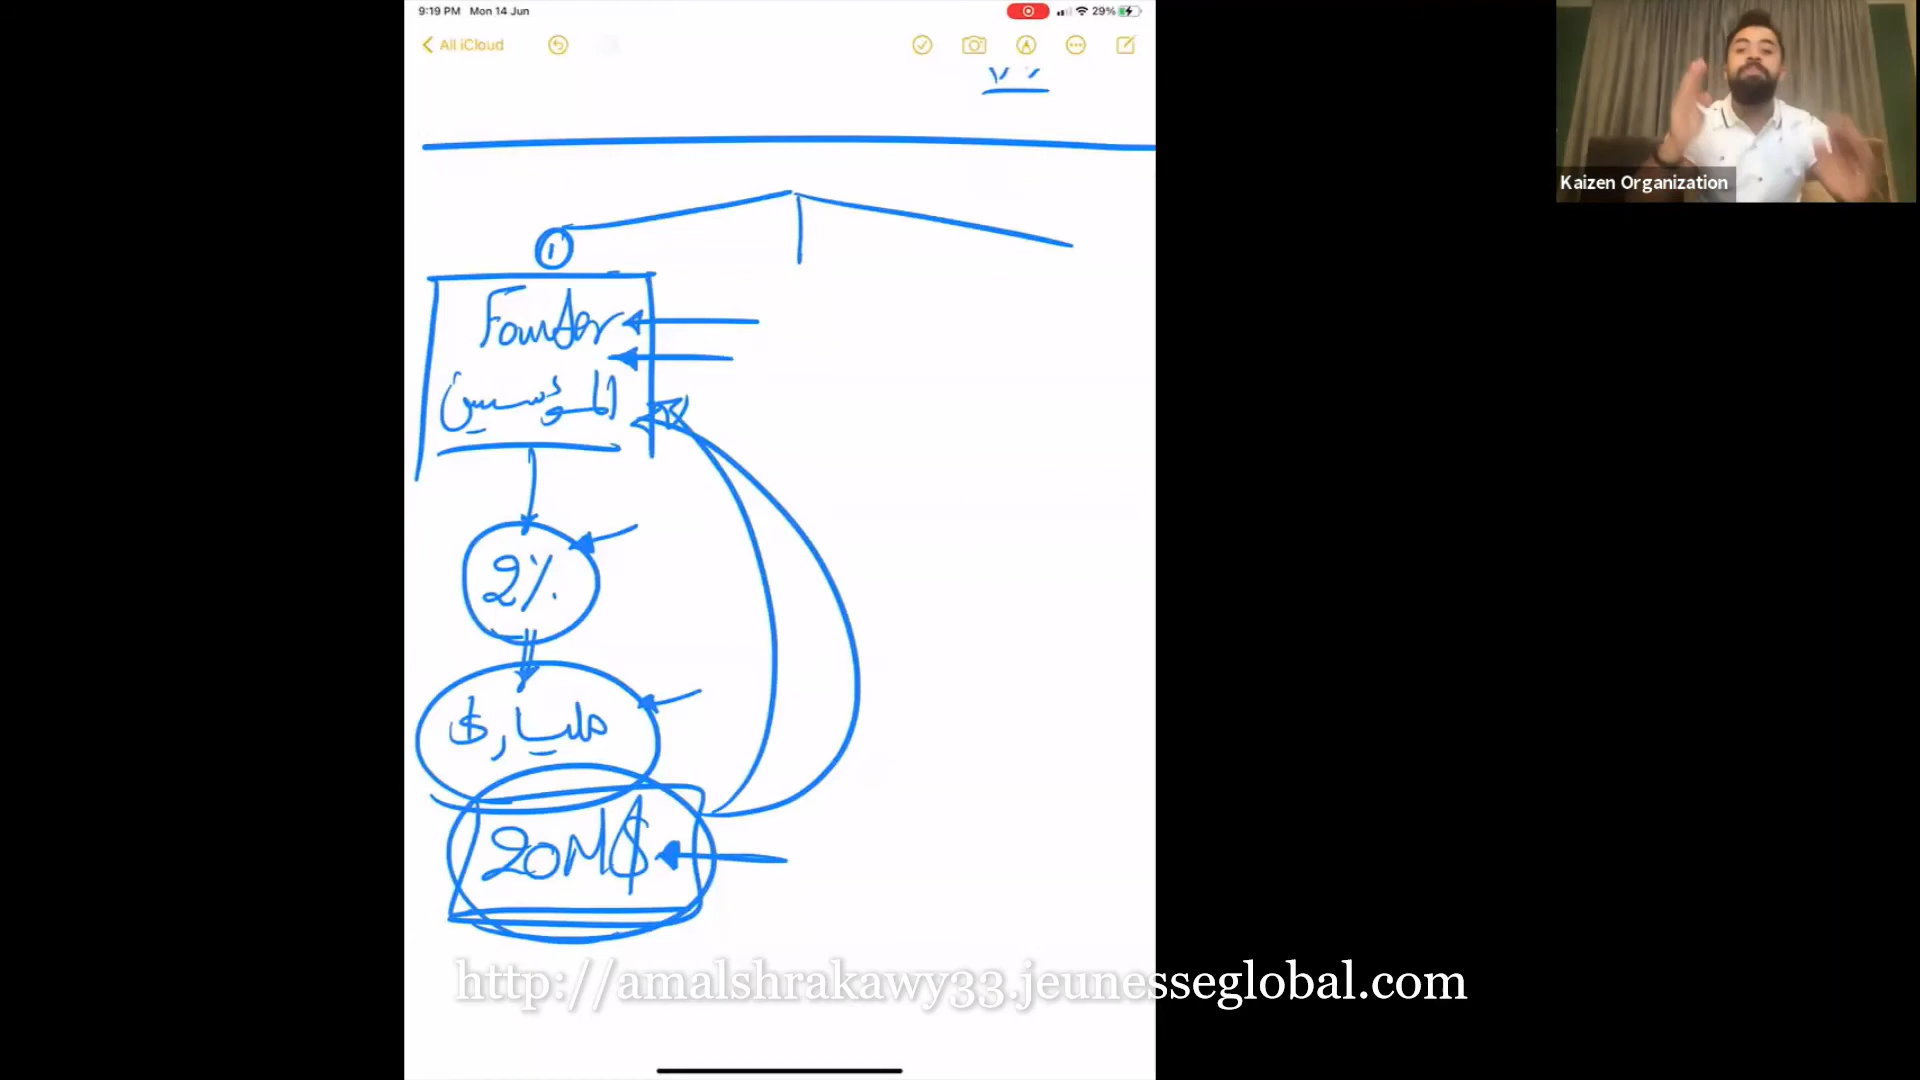 9:19 PM Mon 14 Jun
29%
All iCloud
Kaizen Organization
1
Founder
المؤسسين
2%
مليار $
20M$
http://amalshrakawy33.jeunesseglobal.com